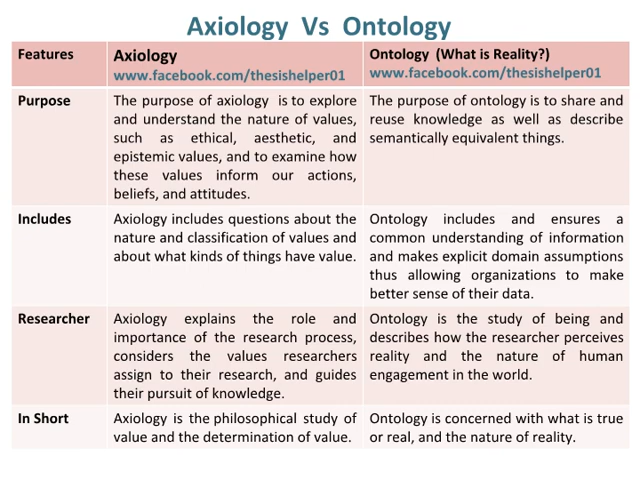 Axiology Vs Ontology
Features
Axiology
www.facebook.com/thesishelper01
Ontology (What is Reality?)
www.facebook.com/thesishelper01
Purpose
The purpose of axiology is to explore
and understand the nature of values,
such as ethical, aesthetic, and
epistemic values, and to examine how
these values inform our actions,
beliefs, and attitudes.
The purpose of ontology is to share and
reuse knowledge as well as describe
semantically equivalent things.
Includes
Axiology includes questions about the
nature and classification of values and
about what kinds of things have value.
Ontology includes and ensures a
common understanding of information
and makes explicit domain assumptions
thus allowing organizations to make
better sense of their data.
Researcher
Axiology explains the role and
importance of the research process,
considers the values researchers
assign to their research, and guides
their pursuit of knowledge.
Ontology is the study of being and
describes how the researcher perceives
reality and the nature of human
engagement in the world.
In Short
Axiology is the philosophical study of
value and the determination of value.
Ontology is concerned with what is true
or real, and the nature of reality.